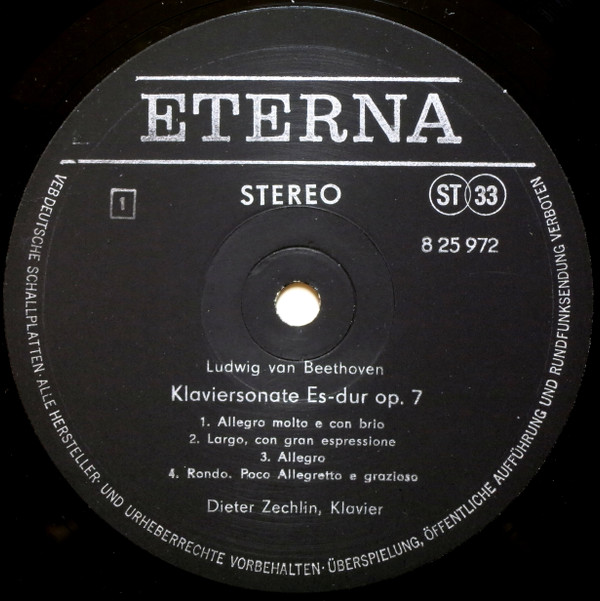 ETERNA
1
STEREO
ST 33
8 25 972
Ludwig van Beethoven
Klaviersonate Es-dur op. 7
1. Allegro molto e con brio
2. Largo, con gran espressione
3. Allegro
4. Rondo. Poco Allegretto e grazioso
Dieter Zechlin, Klavier
VEB DEUTSCHE SCHALLPLATTEN · ALLE HERSTELLER- UND URHEBERRECHTE VORBEHALTEN · ÜBERSPIELUNG, ÖFFENTLICHE AUFFÜHRUNG UND RUNDFUNKSENDUNG VERBOTEN